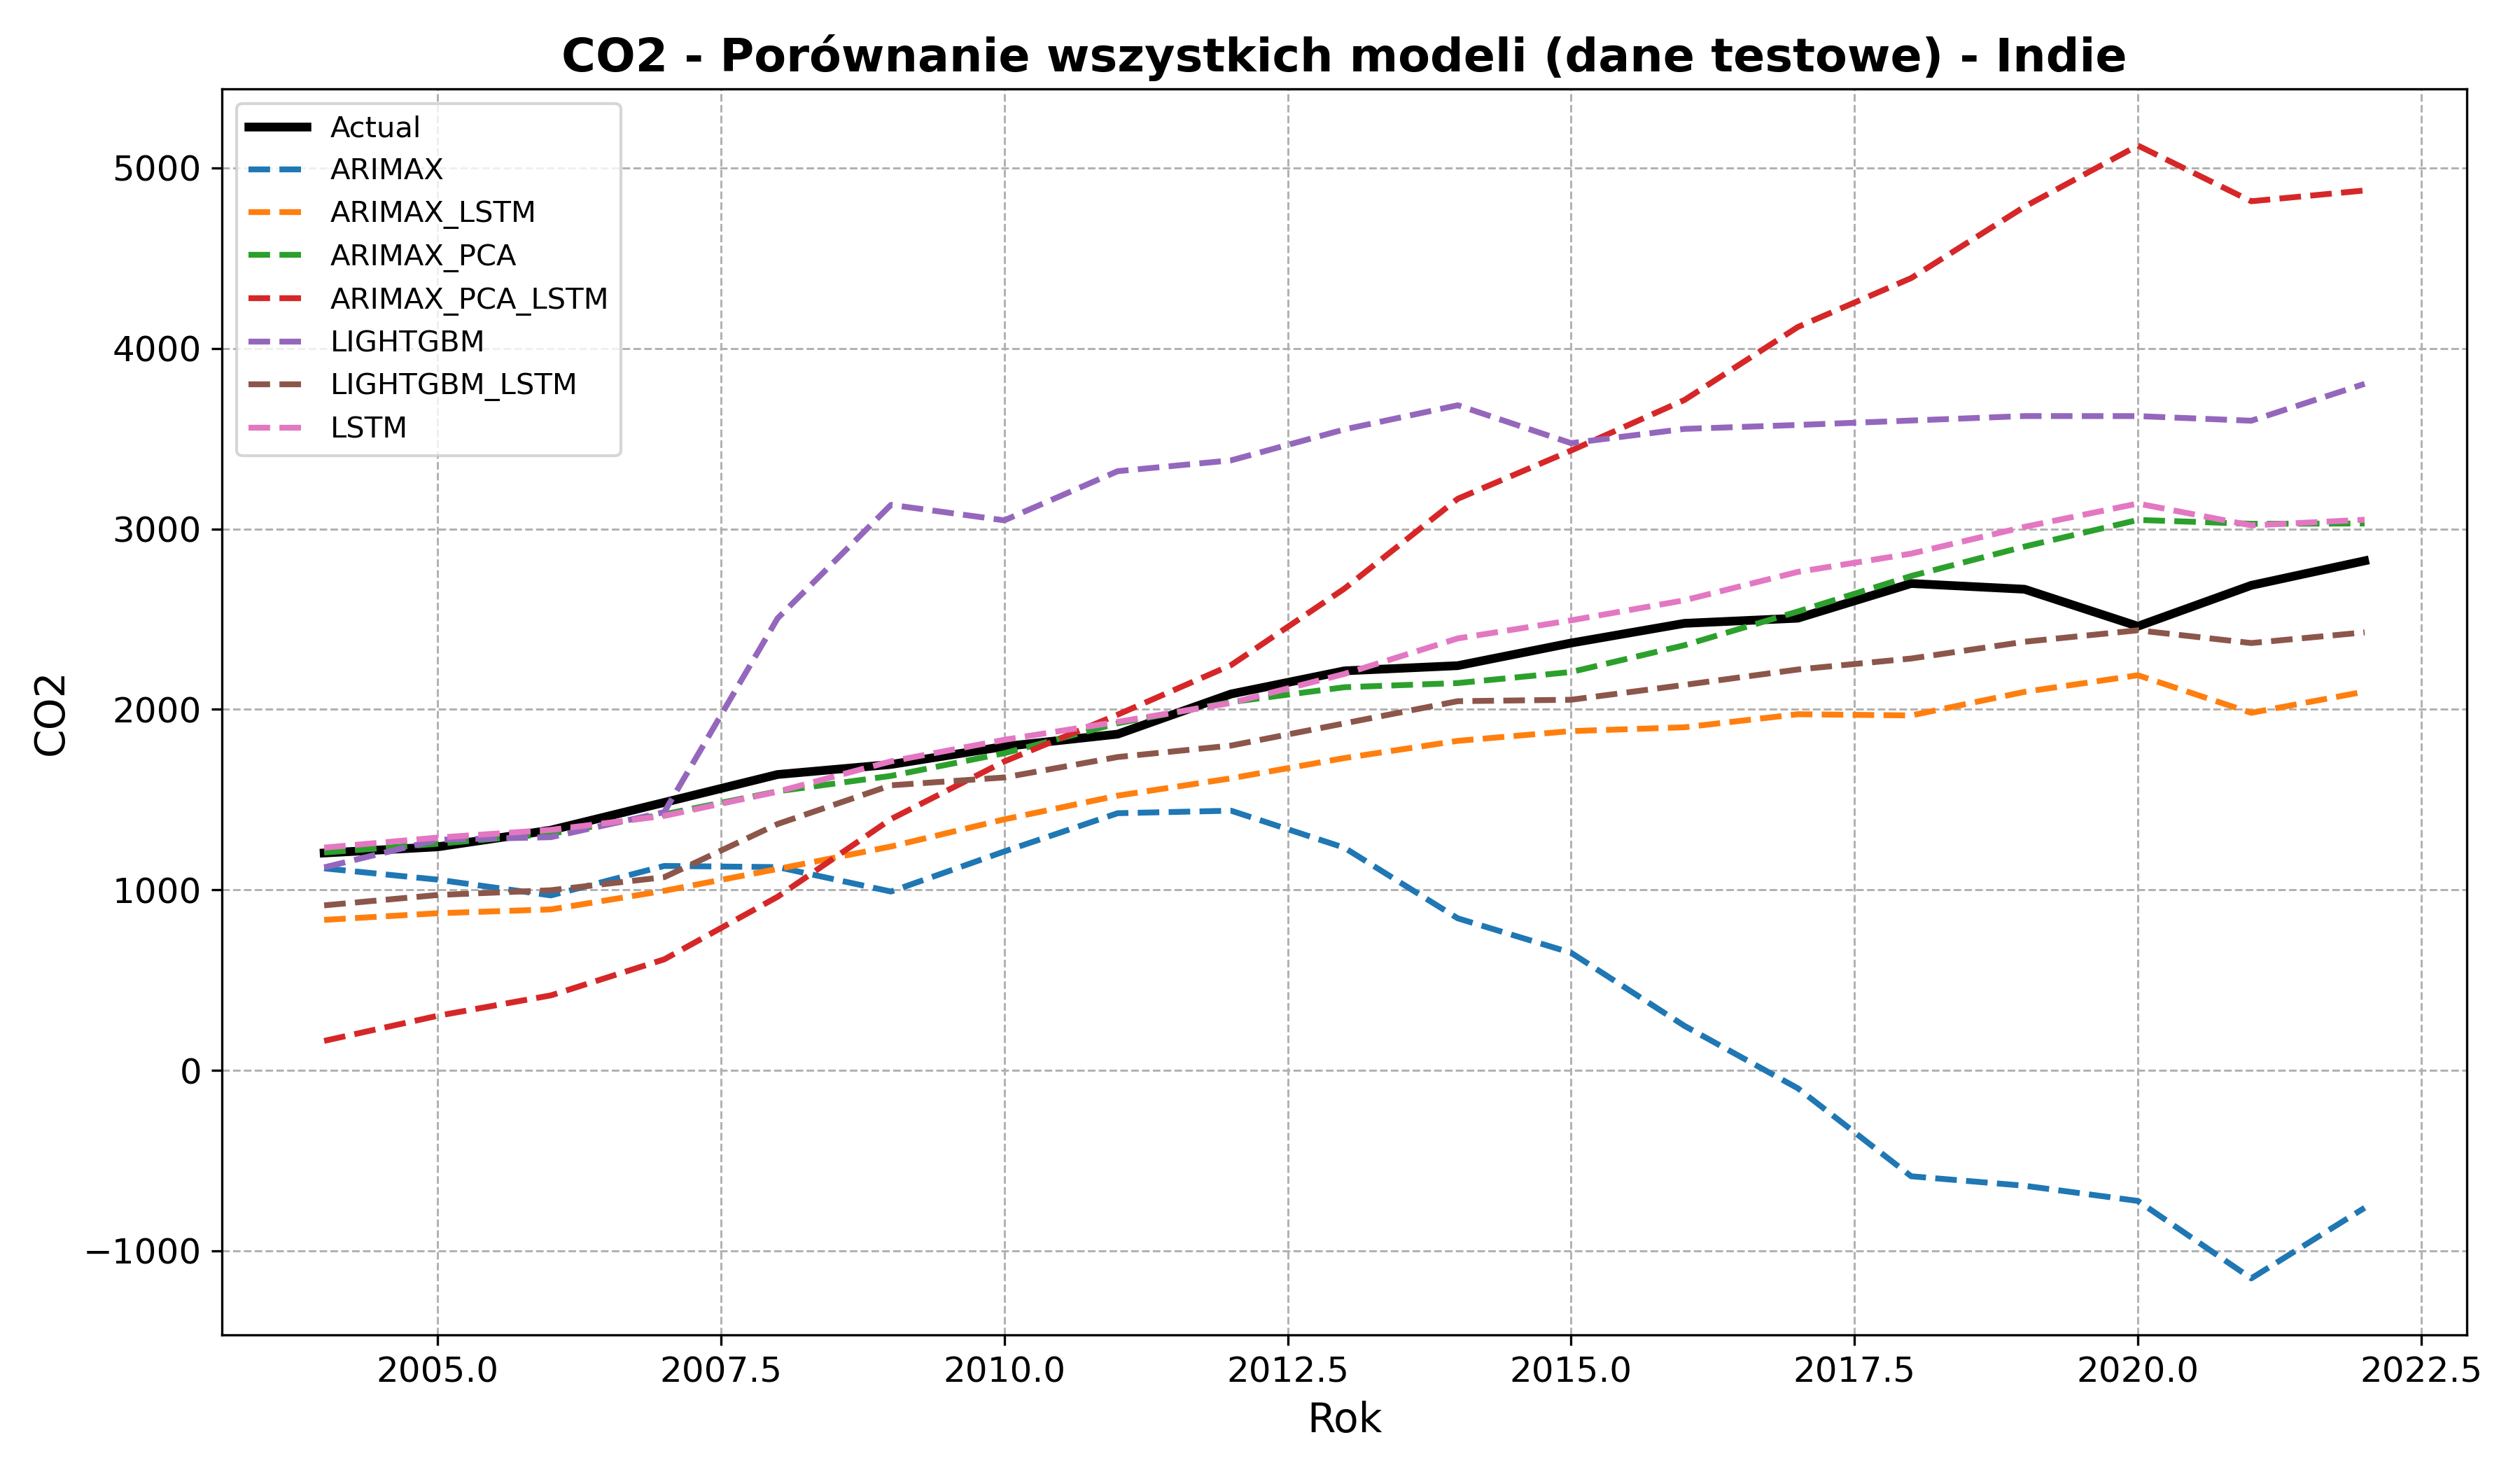 CO2 - Porównanie wszystkich modeli (dane testowe) - Indie
Actual
ARIMAX
ARIMAX_LSTM
ARIMAX_PCA
ARIMAX_PCA_LSTM
LIGHTGBM
LIGHTGBM_LSTM
LSTM
5000
4000
3000
2000
1000
0
−1000
CO2
2005.0 2007.5 2010.0 2012.5 2015.0 2017.5 2020.0 2022.5
Rok